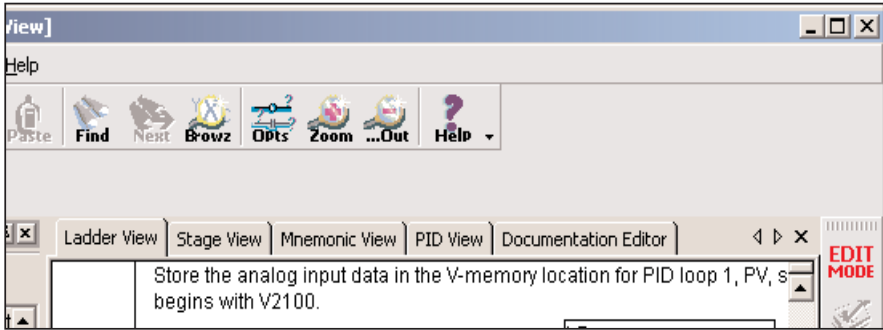 View]
Help
Paste Find Next Browz Opts Zoom ...Out Help
Ladder View Stage View Mnemonic View PID View Documentation Editor
EDIT
MODE
Store the analog input data in the V-memory location for PID loop 1, PV, s
begins with V2100.